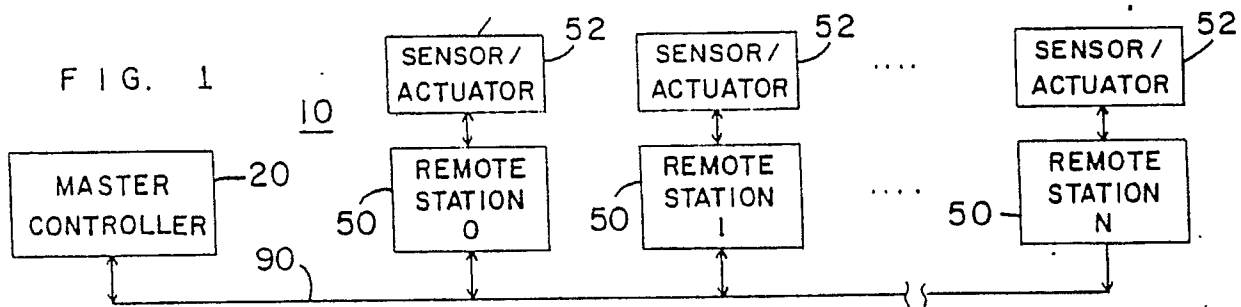 FIG. 1
10
SENSOR/
ACTUATOR
52
SENSOR/
ACTUATOR
52
....
SENSOR/
ACTUATOR
52
MASTER
CONTROLLER
20
REMOTE
STATION
0
50
REMOTE
STATION
1
50
....
REMOTE
STATION
N
50
90